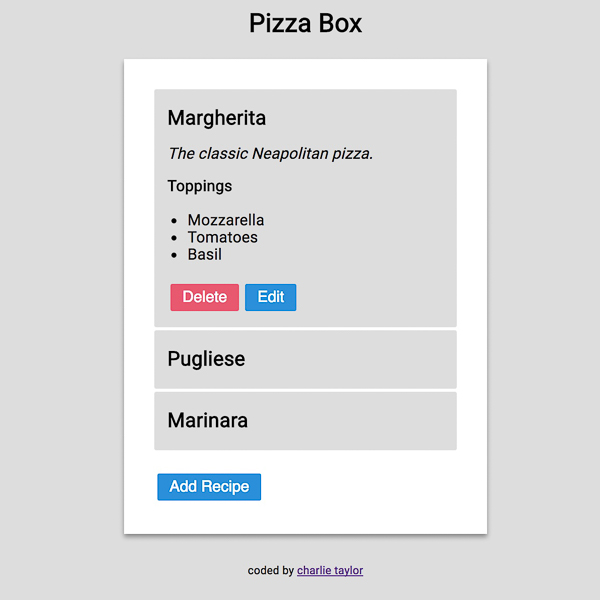 Pizza Box
Margherita
The classic Neapolitan pizza.
Toppings
Mozzarella
Tomatoes
Basil
Delete Edit
Pugliese
Marinara
Add Recipe
coded by charlie taylor